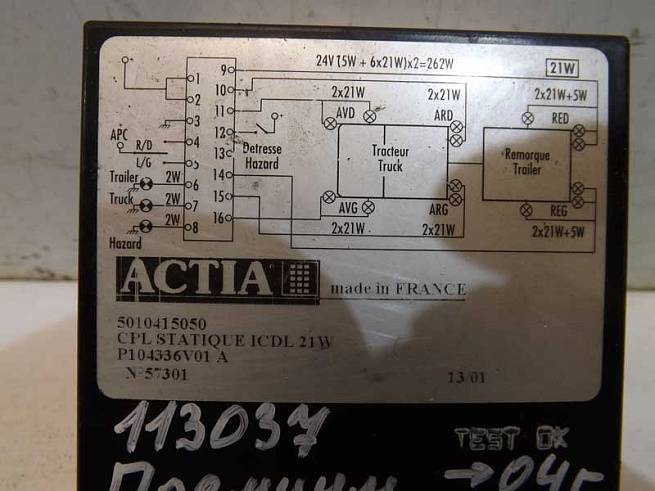 24V (5W + 6x21W)x2=262W
21W
1 9
2 10
3 11
4 12
5 13
6 14
7 15
8 16
2x21W 2x21W 2x21W+5W
AVD ARD RED
APC
R/D
L/G
Detresse
Hazard
Tracteur
Truck
Remorque
Trailer
Trailer 2W
Truck 2W
2W
Hazard
AVG ARG REG
2x21W 2x21W 2x21W+5W
ACTIA
made in FRANCE
5010415050
CPL STATIQUE ICDL 21W
P104336V01 A
N°57301 13/01
113037
TEST OK
Премиум →04г